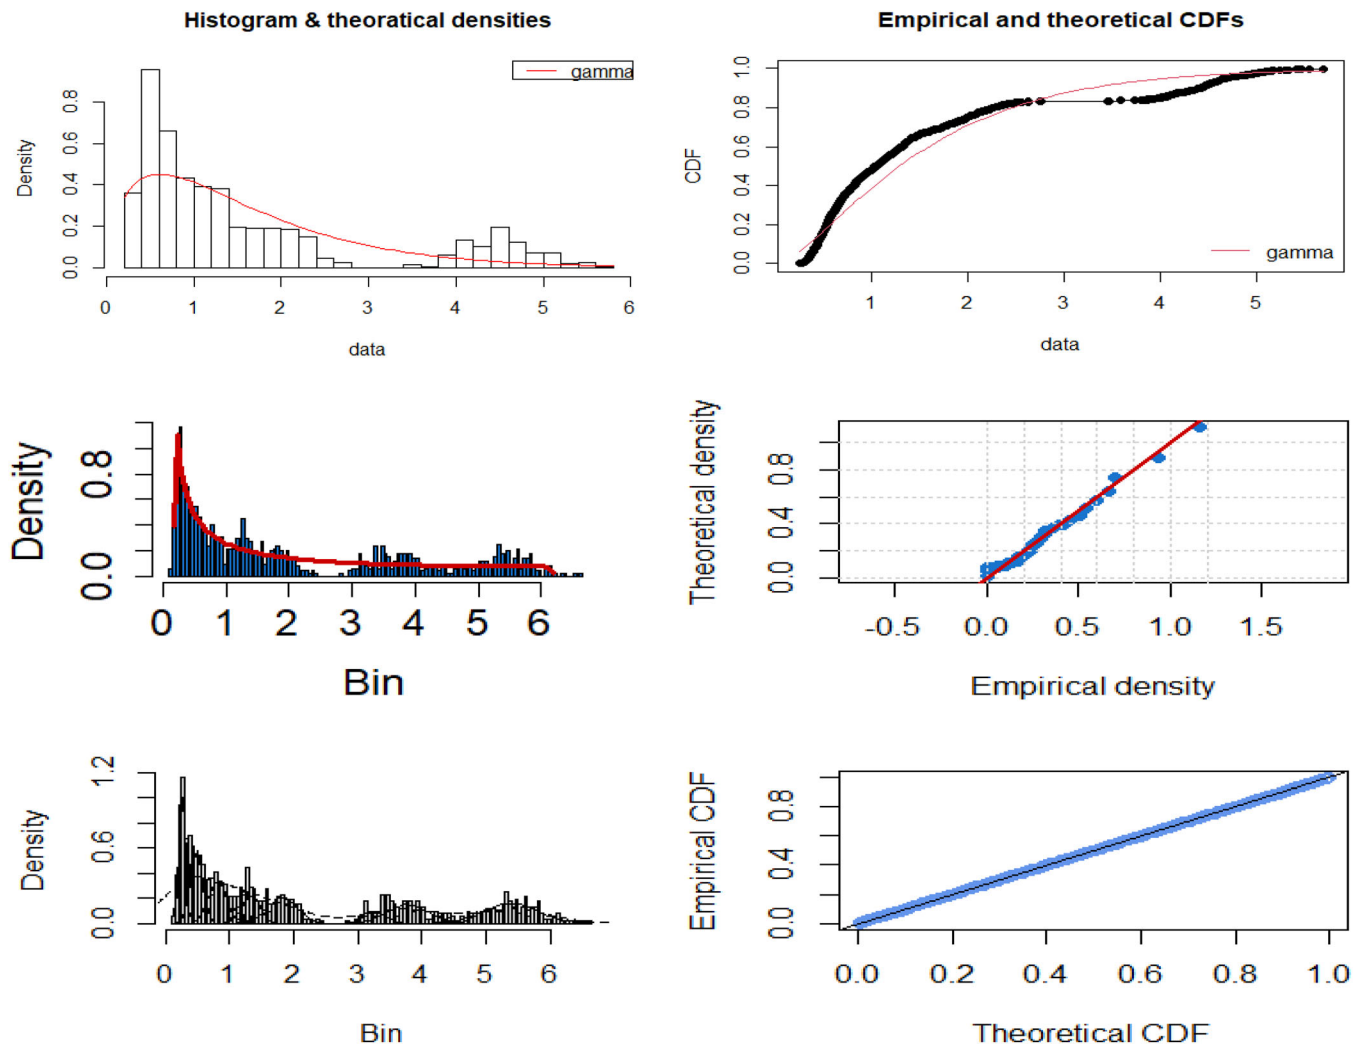 Histogram & theoratical densities
Density
0.0 0.2 0.4 0.6 0.8
gamma
0 1 2 3 4 5 6
data
Empirical and theoretical CDFs
CDF
0.0 0.2 0.4 0.6 0.8 1.0
gamma
1 2 3 4 5
data
Density
0.0 0.8
0 1 2 3 4 5 6
Bin
Theoretical density
0.0 0.4 0.8
-0.5 0.0 0.5 1.0 1.5
Empirical density
Density
0.0 0.6 1.2
0 1 2 3 4 5 6
Bin
Empirical CDF
0.0 0.4 0.8
0.0 0.2 0.4 0.6 0.8 1.0
Theoretical CDF